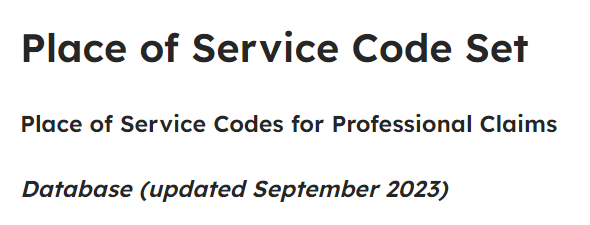 Place of Service Code Set
Place of Service Codes for Professional Claims
Database (updated September 2023)